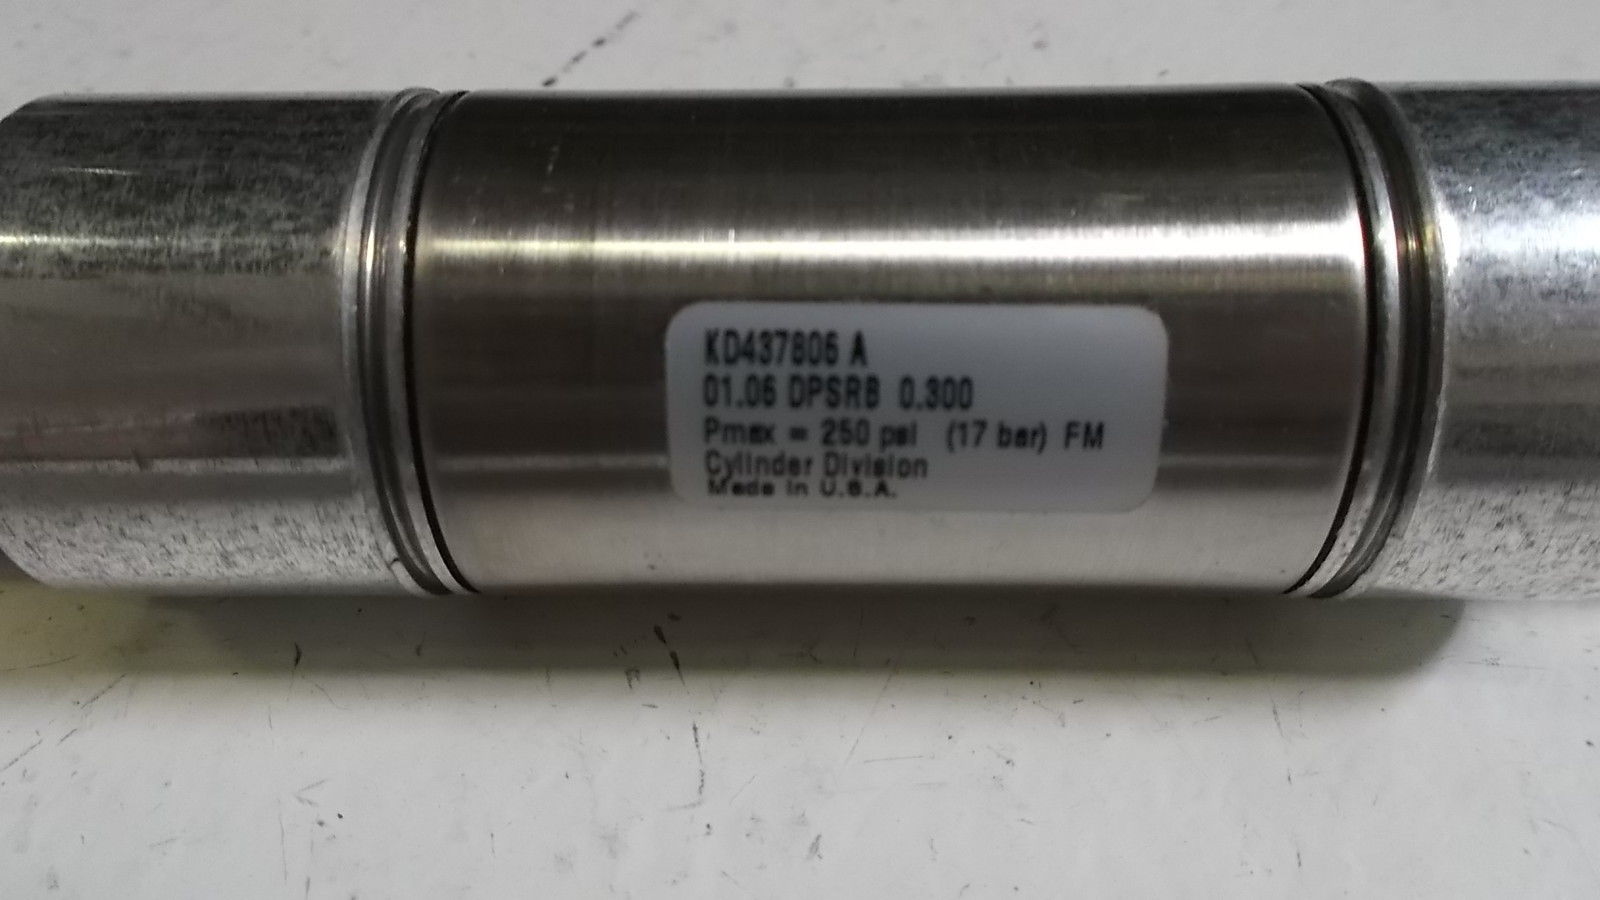 KD437806 A
01.06 DPSRB 0.300
Pmax = 250 psi (17 bar) FM
Cylinder Division
Made in U.S.A.